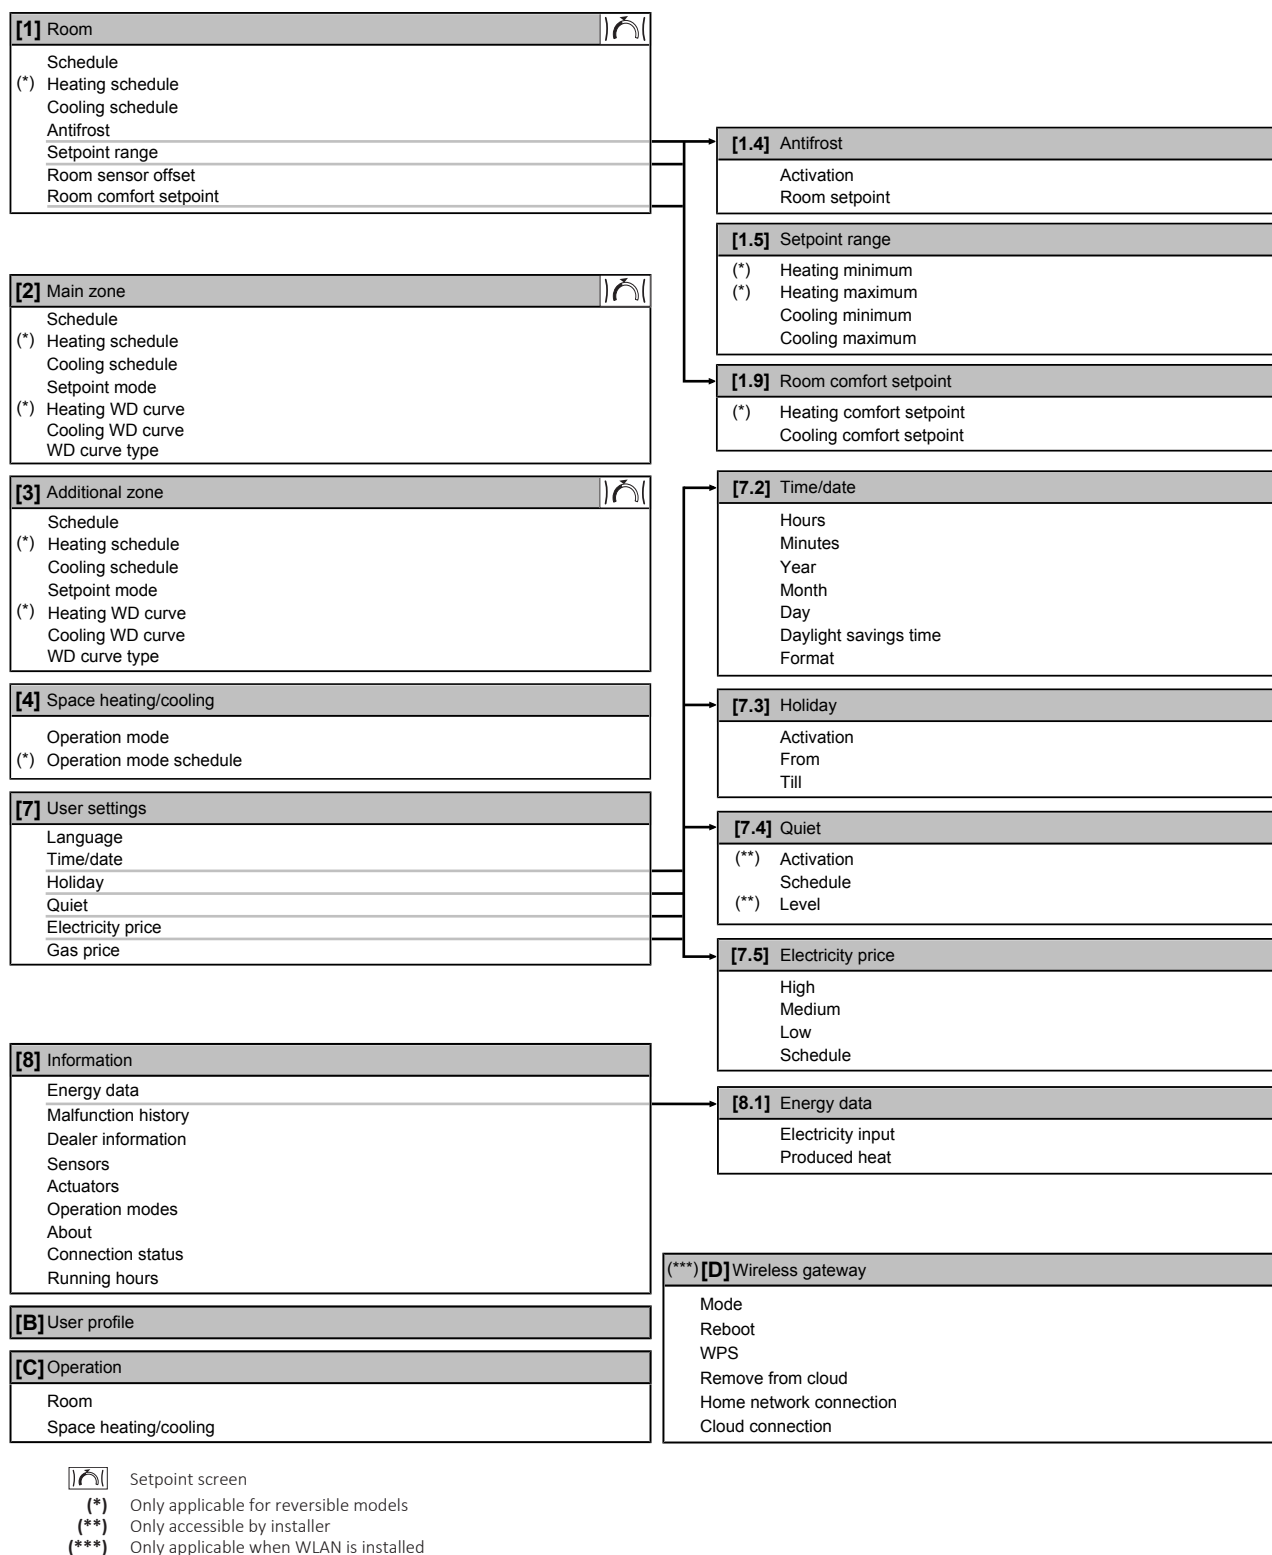 [1] Room
Schedule
(*) Heating schedule
Cooling schedule
Antifrost
Setpoint range
Room sensor offset
Room comfort setpoint
[1.4] Antifrost
Activation
Room setpoint
[1.5] Setpoint range
(*) Heating minimum
(*) Heating maximum
Cooling minimum
Cooling maximum
[1.9] Room comfort setpoint
(*) Heating comfort setpoint
Cooling comfort setpoint
[2] Main zone
Schedule
(*) Heating schedule
Cooling schedule
Setpoint mode
(*) Heating WD curve
Cooling WD curve
WD curve type
[3] Additional zone
Schedule
(*) Heating schedule
Cooling schedule
Setpoint mode
(*) Heating WD curve
Cooling WD curve
WD curve type
[4] Space heating/cooling
Operation mode
(*) Operation mode schedule
[7] User settings
Language
Time/date
Holiday
Quiet
Electricity price
Gas price
[7.2] Time/date
Hours
Minutes
Year
Month
Day
Daylight savings time
Format
[7.3] Holiday
Activation
From
Till
[7.4] Quiet
(**) Activation
Schedule
(**) Level
[7.5] Electricity price
High
Medium
Low
Schedule
[8] Information
Energy data
Malfunction history
Dealer information
Sensors
Actuators
Operation modes
About
Connection status
Running hours
[8.1] Energy data
Electricity input
Produced heat
[B] User profile
[C] Operation
Room
Space heating/cooling
(***) [D] Wireless gateway
Mode
Reboot
WPS
Remove from cloud
Home network connection
Cloud connection
Setpoint screen
(*) Only applicable for reversible models
(**) Only accessible by installer
(***) Only applicable when WLAN is installed